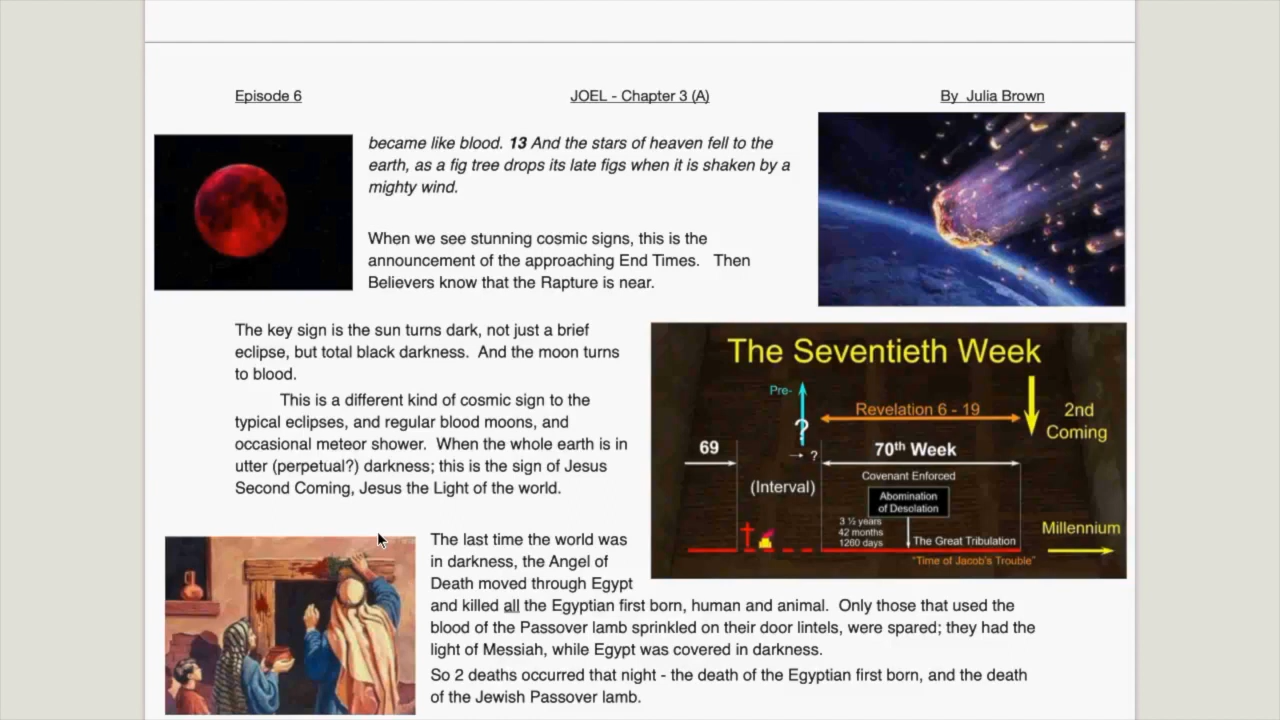 Episode 6
JOEL - Chapter 3 (A)
By Julia Brown
became like blood. 13 And the stars of heaven fell to the
earth, as a fig tree drops its late figs when it is shaken by a
mighty wind.
When we see stunning cosmic signs, this is the
announcement of the approaching End Times. Then
Believers know that the Rapture is near.
The key sign is the sun turns dark, not just a brief
eclipse, but total black darkness. And the moon turns
to blood.
This is a different kind of cosmic sign to the
typical eclipses, and regular blood moons, and
occasional meteor shower. When the whole earth is in
utter (perpetual?) darkness; this is the sign of Jesus
Second Coming, Jesus the Light of the world.
The Seventieth Week
Pre-
?
Revelation 6 - 19
2nd
Coming
69
→ ?
70th Week
(Interval)
Covenant Enforced
Abomination
of Desolation
3 ½ years
42 months
1260 days
The Great Tribulation
Millennium
"Time of Jacob's Trouble"
The last time the world was
in darkness, the Angel of
Death moved through Egypt
and killed all the Egyptian first born, human and animal. Only those that used the
blood of the Passover lamb sprinkled on their door lintels, were spared; they had the
light of Messiah, while Egypt was covered in darkness.
So 2 deaths occurred that night - the death of the Egyptian first born, and the death
of the Jewish Passover lamb.